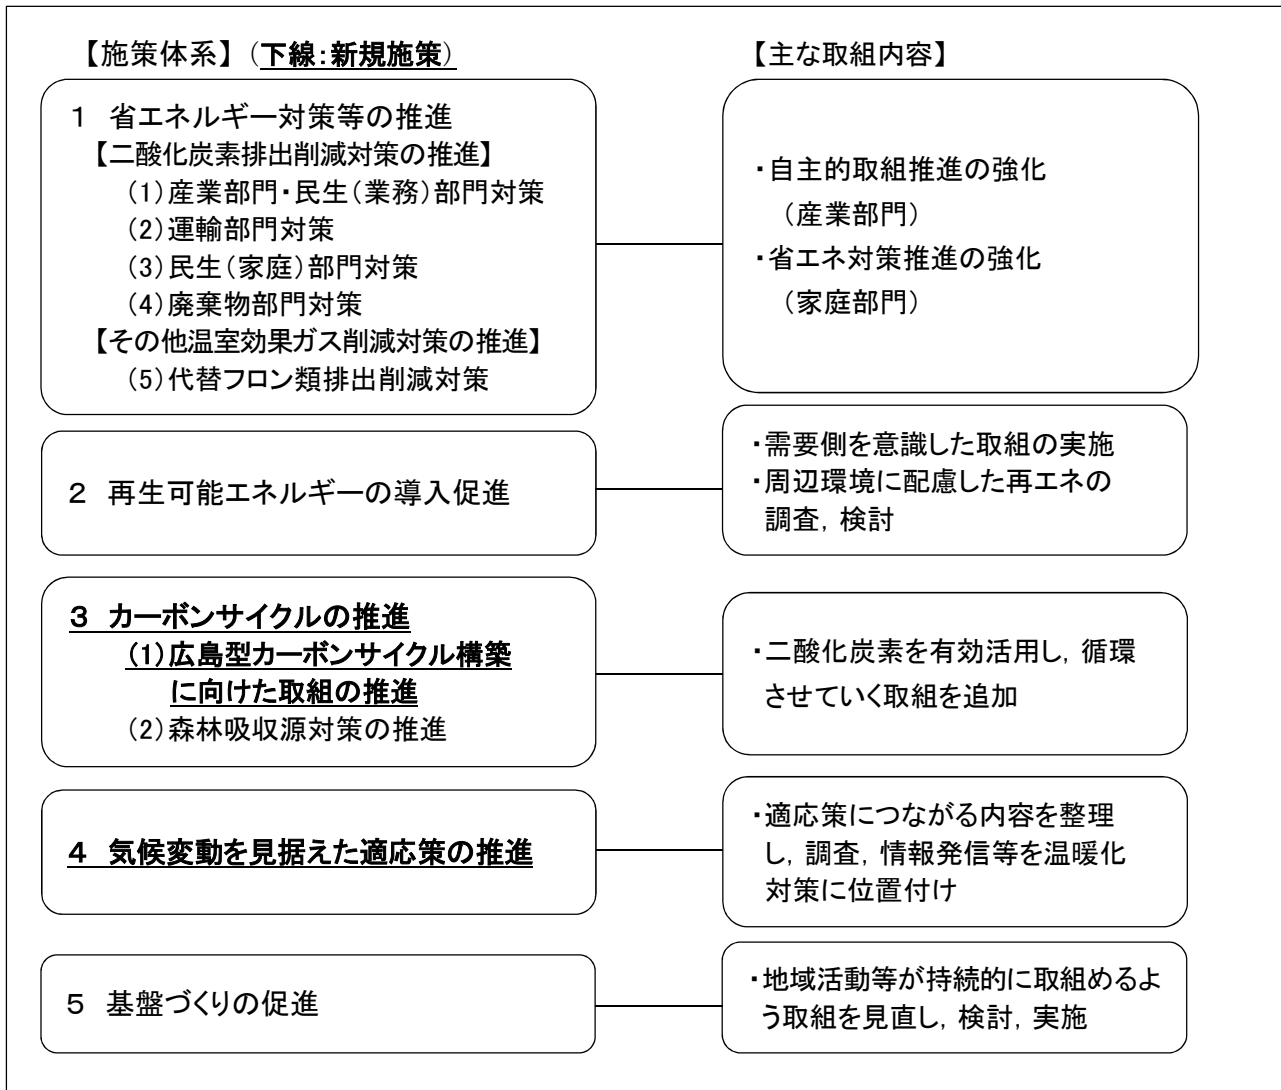 【施策体系】（下線：新規施策）
【主な取組内容】
１　省エネルギー対策等の推進
【二酸化炭素排出削減対策の推進】
（1）産業部門・民生（業務）部門対策
（2）運輸部門対策
（3）民生（家庭）部門対策
（4）廃棄物部門対策
【その他温室効果ガス削減対策の推進】
（5）代替フロン類排出削減対策
・自主的取組推進の強化
（産業部門）
・省エネ対策推進の強化
（家庭部門）
２　再生可能エネルギーの導入促進
・需要側を意識した取組の実施
・周辺環境に配慮した再エネの
調査，検討
３　カーボンサイクルの推進
（1）広島型カーボンサイクル構築
に向けた取組の推進
（2）森林吸収源対策の推進
・二酸化炭素を有効活用し，循環
させていく取組を追加
４　気候変動を見据えた適応策の推進
・適応策につながる内容を整理
し，調査，情報発信等を温暖化
対策に位置付け
５　基盤づくりの促進
・地域活動等が持続的に取組めるよ
う取組を見直し，検討，実施